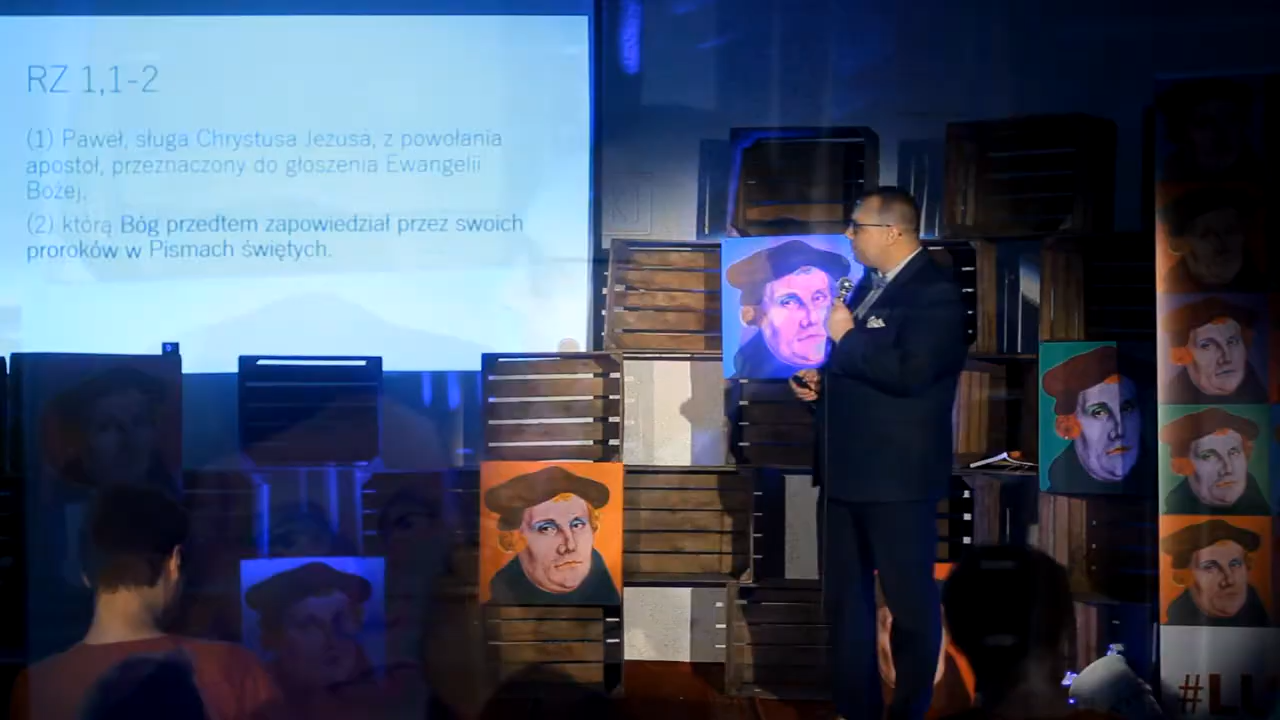 RZ 1,1-2
(1) Paweł, sługa Chrystusa Jezusa, z powołania
apostoł, przeznaczony do głoszenia Ewangelii
Bożej,
(2) którą Bóg przedtem zapowiedział przez swoich
proroków w Pismach świętych.
#LU